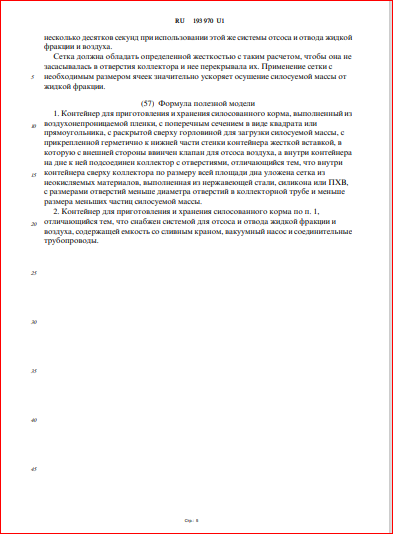 RU 193 970 U1
несколько десятков секунд при использовании этой же системы отсоса и отвода жидкой
фракции и воздуха.
Сетка должна обладать определенной жесткостью с таким расчетом, чтобы она не
засасывалась в отверстия коллектора и нее перекрывала их. Применение сетки с
5 необходимым размером ячеек значительно ускоряет осушение силосуемой массы от
жидкой фракции.
(57) Формула полезной модели
1. Контейнер для приготовления и хранения силосованного корма, выполненный из
10 воздухонепроницаемой пленки, с поперечным сечением в виде квадрата или
прямоугольника, с раскрытой сверху горловиной для загрузки силосуемой массы, с
прикрепленной герметично к нижней части стенки контейнера жесткой вставкой, в
которую с внешней стороны ввинчен клапан для отсоса воздуха, а внутри контейнера
на дне к ней подсоединен коллектор с отверстиями, отличающийся тем, что внутри
15 контейнера сверху коллектора по размеру всей площади дна уложена сетка из
неокисляемых материалов, выполненная из нержавеющей стали, силикона или ПХВ,
с размерами отверстий меньше диаметра отверстий в коллекторной трубе и меньше
размера меньших частиц силосуемой массы.
2. Контейнер для приготовления и хранения силосованного корма по п. 1,
20 отличающийся тем, что снабжен системой для отсоса и отвода жидкой фракции и
воздуха, содержащей емкость со сливным краном, вакуумный насос и соединительные
трубопроводы.
25
30
35
40
45
Стр.: 5